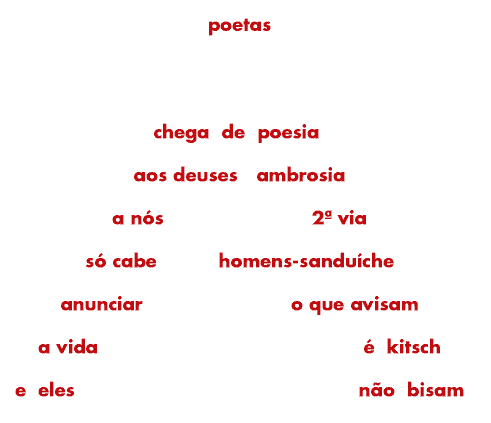 poetas
chega de poesia
aos deuses ambrosia
a nós 2ª via
só cabe homens-sanduíche
anunciar o que avisam
a vida é kitsch
e eles não bisam